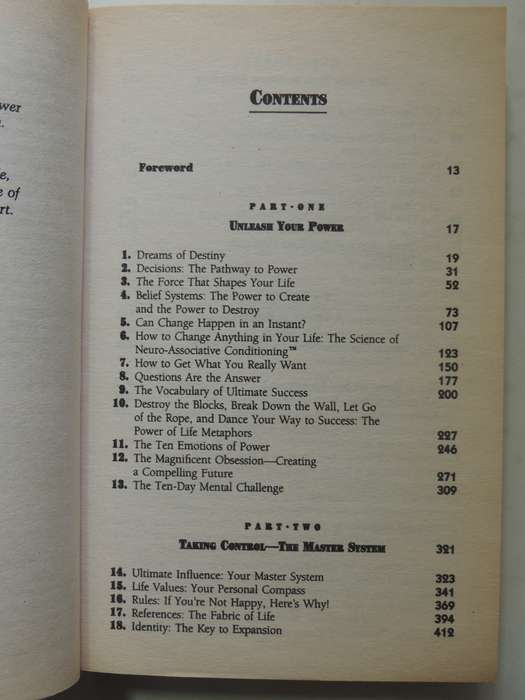 wer
e,
e of
rt.
CONTENTS
Foreword 13
PART·ONE
UNLEASH YOUR POWER 17
1. Dreams of Destiny 19
2. Decisions: The Pathway to Power 31
3. The Force That Shapes Your Life 52
4. Belief Systems: The Power to Create
and the Power to Destroy 73
5. Can Change Happen in an Instant? 107
6. How to Change Anything in Your Life: The Science of
Neuro-Associative Conditioning™ 123
7. How to Get What You Really Want 150
8. Questions Are the Answer 177
9. The Vocabulary of Ultimate Success 200
10. Destroy the Blocks, Break Down the Wall, Let Go
of the Rope, and Dance Your Way to Success: The
Power of Life Metaphors 227
11. The Ten Emotions of Power 246
12. The Magnificent Obsession—Creating
a Compelling Future 271
13. The Ten-Day Mental Challenge 309
PART·TWO
TAKING CONTROL—THE MASTER SYSTEM 321
14. Ultimate Influence: Your Master System 323
15. Life Values: Your Personal Compass 341
16. Rules: If You're Not Happy, Here's Why! 369
17. References: The Fabric of Life 394
18. Identity: The Key to Expansion 412